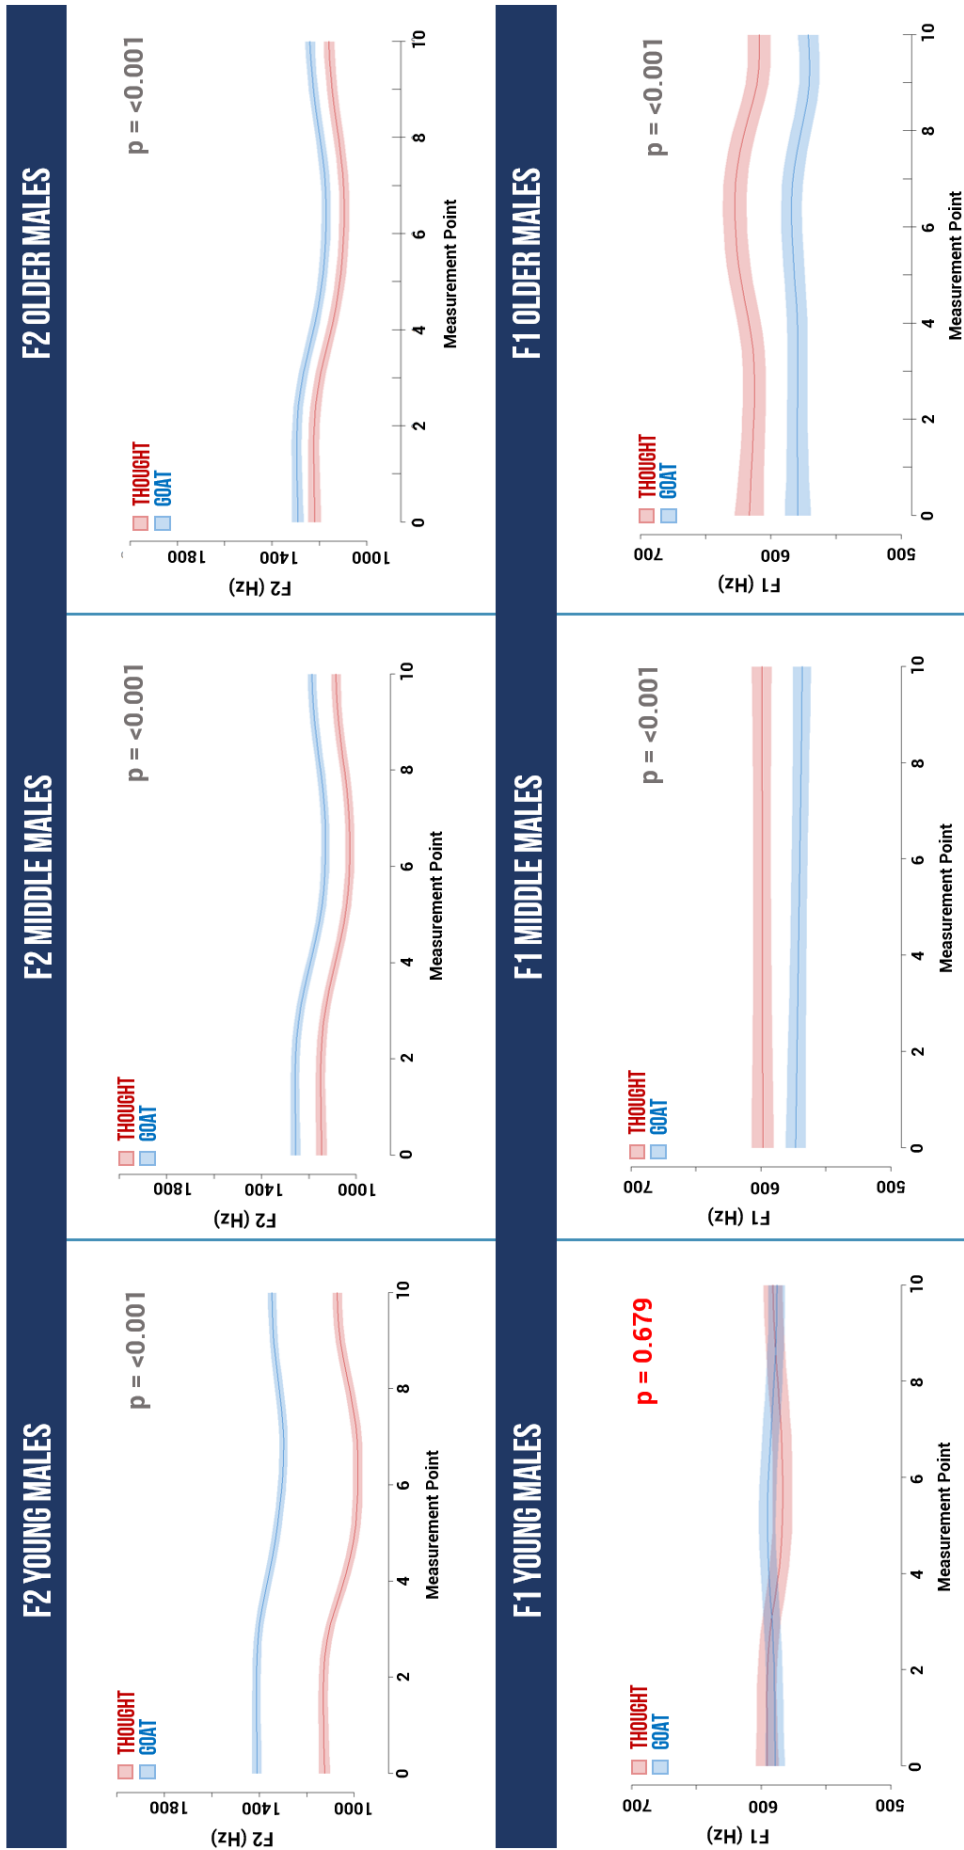 F2 YOUNG MALES
THOUGHT
GOAT
p = <0.001
F2 (Hz)
1800
1400
1000
0 2 4 6 8 10
Measurement Point
F2 MIDDLE MALES
THOUGHT
GOAT
p = <0.001
F2 (Hz)
1800
1400
1000
0 2 4 6 8 10
Measurement Point
F2 OLDER MALES
THOUGHT
GOAT
p = <0.001
F2 (Hz)
1800
1400
1000
0 2 4 6 8 10
Measurement Point
F1 YOUNG MALES
THOUGHT
GOAT
p = 0.679
F1 (Hz)
700
600
500
0 2 4 6 8 10
Measurement Point
F1 MIDDLE MALES
THOUGHT
GOAT
p = <0.001
F1 (Hz)
700
600
500
0 2 4 6 8 10
Measurement Point
F1 OLDER MALES
THOUGHT
GOAT
p = <0.001
F1 (Hz)
700
600
500
0 2 4 6 8 10
Measurement Point